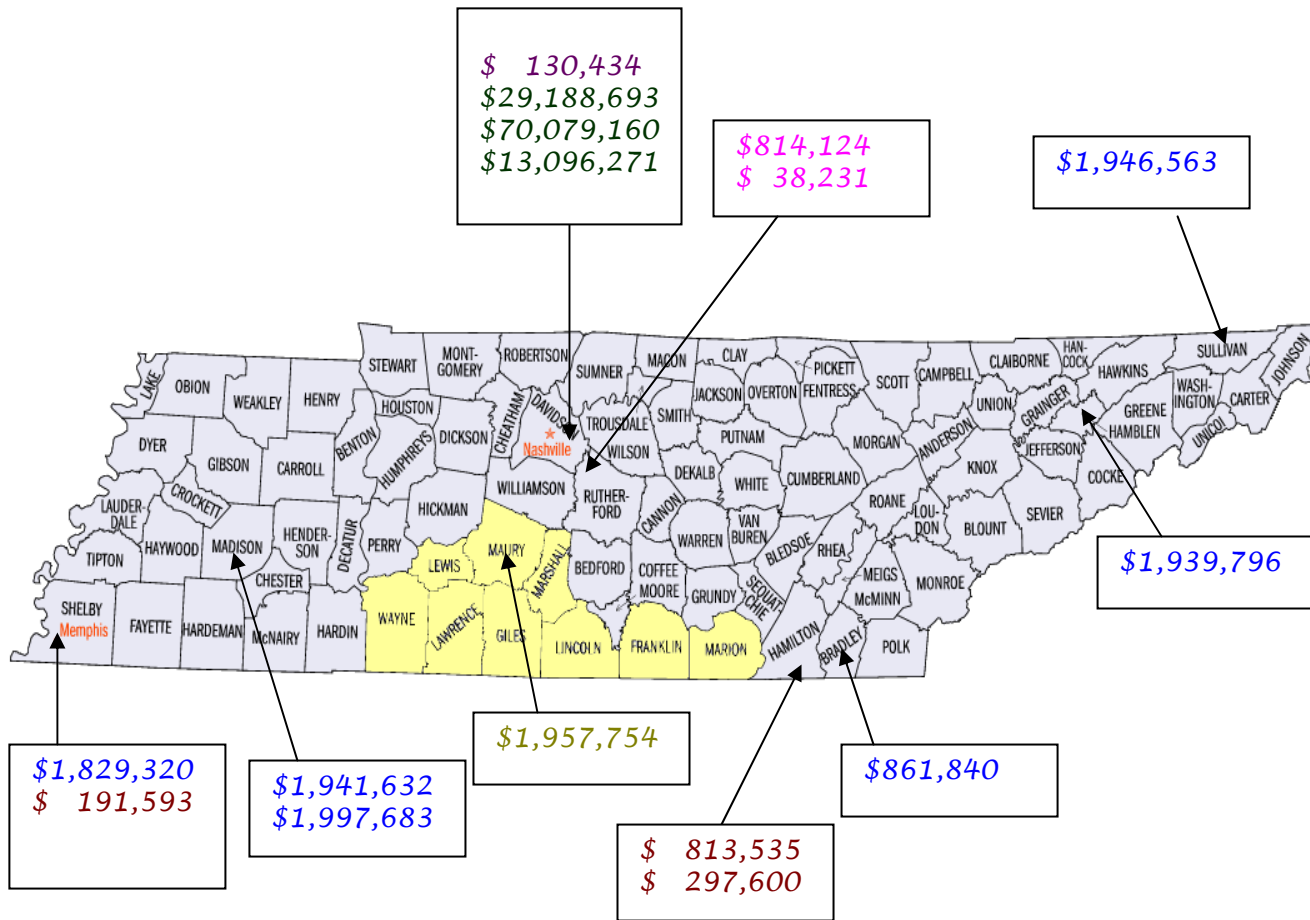 $ 130,434
$29,188,693
$70,079,160
$13,096,271
$814,124
$ 38,231
$1,946,563
LAKE
OBION
WEAKLEY
HENRY
STEWART
MONT-
GOMERY
ROBERTSON
SUMNER
MACON
CLAY
PICKETT
FENTRESS
SCOTT
CAMPBELL
CLAIBORNE
HAN-
COCK
HAWKINS
SULLIVAN
JOHNSON
HOUSTON
BENTON
HUMPHREYS
DICKSON
CHEATHAM
DAVIDSON
*
Nashville
TROUSDALE
WILSON
SMITH
JACKSON
OVERTON
PUTNAM
MORGAN
ANDERSON
UNION
GRAINGER
JEFFERSON
HAMBLEN
GREENE
WASH-
INGTON
UNICOI
CARTER
DYER
GIBSON
CARROLL
CROCKETT
WILLIAMSON
RUTHER-
FORD
CANNON
DEKALB
WHITE
CUMBERLAND
ROANE
LOU-
DON
KNOX
BLOUNT
SEVIER
COCKE
LAUDER-
DALE
TIPTON
HAYWOOD
MADISON
HENDER-
SON
CHESTER
DECATUR
PERRY
HICKMAN
LEWIS
MAURY
MARSHALL
BEDFORD
COFFEE
MOORE
WARREN
VAN
BUREN
GRUNDY
SEQUAT-
CHIE
BLEDSOE
RHEA
MEIGS
McMINN
MONROE
$1,939,796
SHELBY
Memphis
FAYETTE
HARDEMAN
McNAIRY
HARDIN
WAYNE
LAWRENCE
GILES
LINCOLN
FRANKLIN
MARION
HAMILTON
BRADLEY
POLK
$1,829,320
$ 191,593
$1,941,632
$1,997,683
$1,957,754
$ 813,535
$ 297,600
$861,840